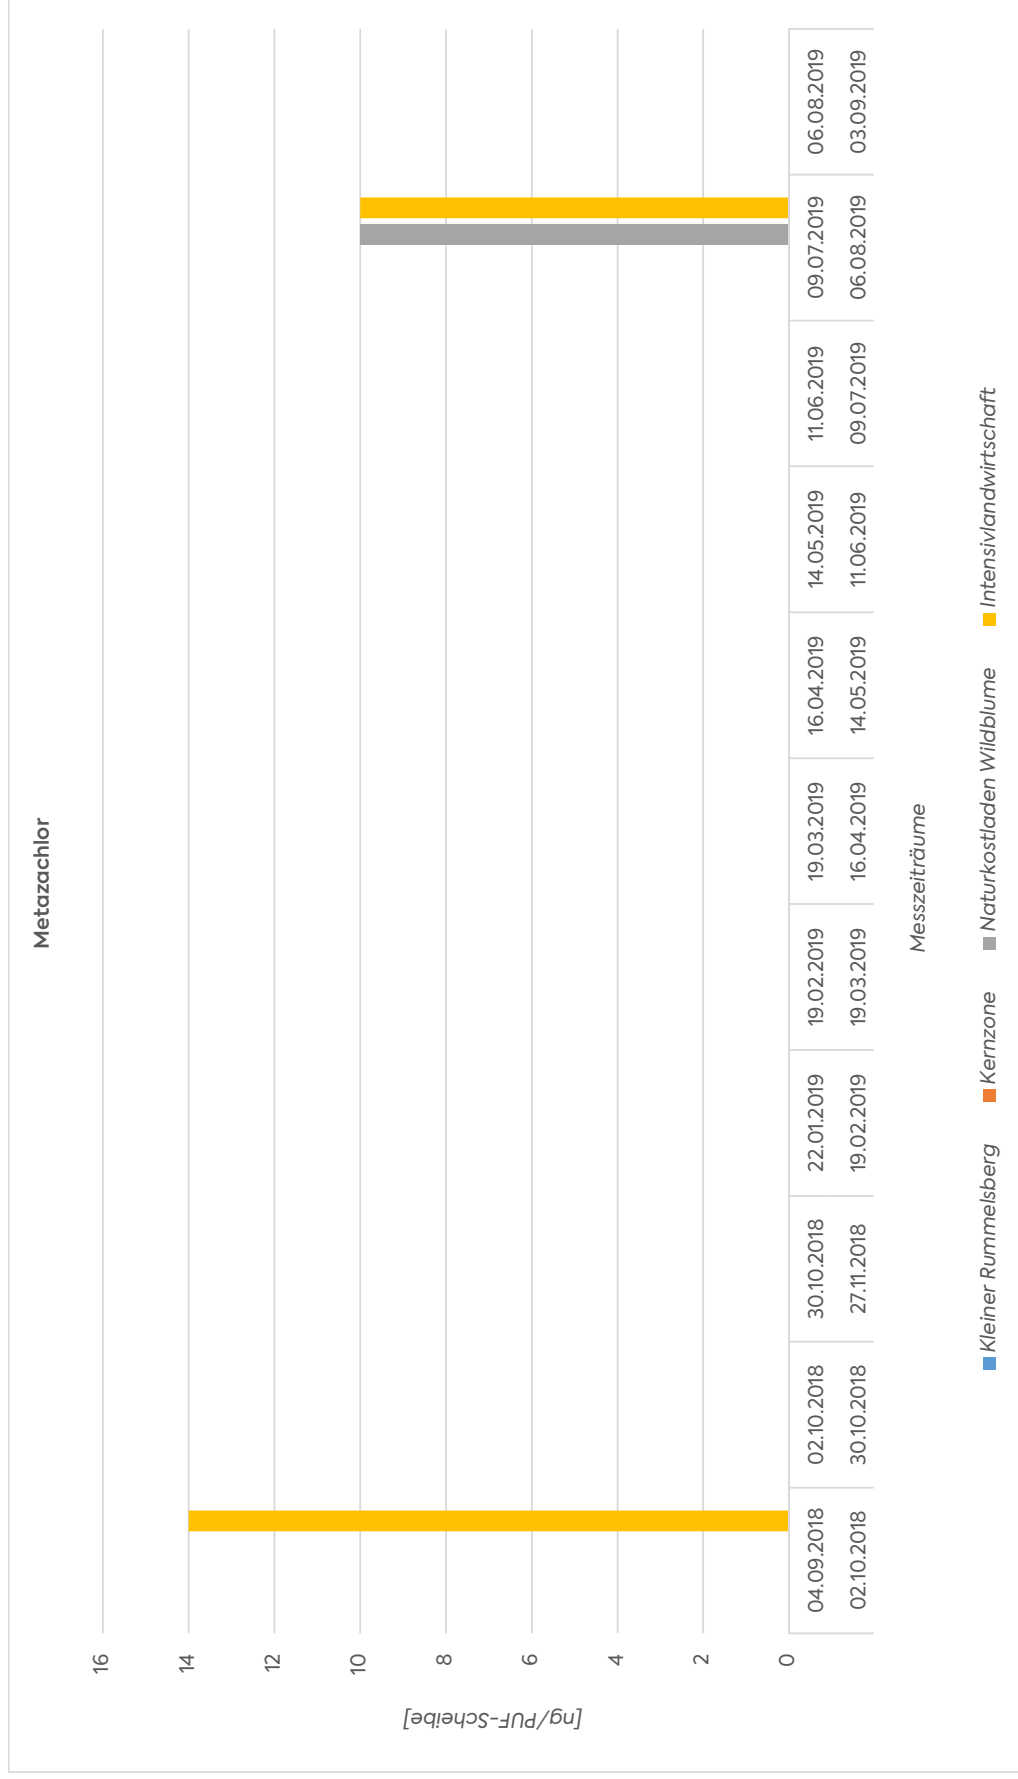 Metazachlor
[ng/PUF-Scheibe]
16
14
12
10
8
6
4
2
0
04.09.2018 02.10.2018 30.10.2018 22.01.2019 19.02.2019 19.03.2019 16.04.2019 14.05.2019 11.06.2019 09.07.2019 06.08.2019
02.10.2018 30.10.2018 27.11.2018 19.02.2019 19.03.2019 16.04.2019 14.05.2019 11.06.2019 09.07.2019 06.08.2019 03.09.2019
Messzeiträume
Kleiner Rummelsberg Kernzone Naturkostladen Wildblume Intensivlandwirtschaft